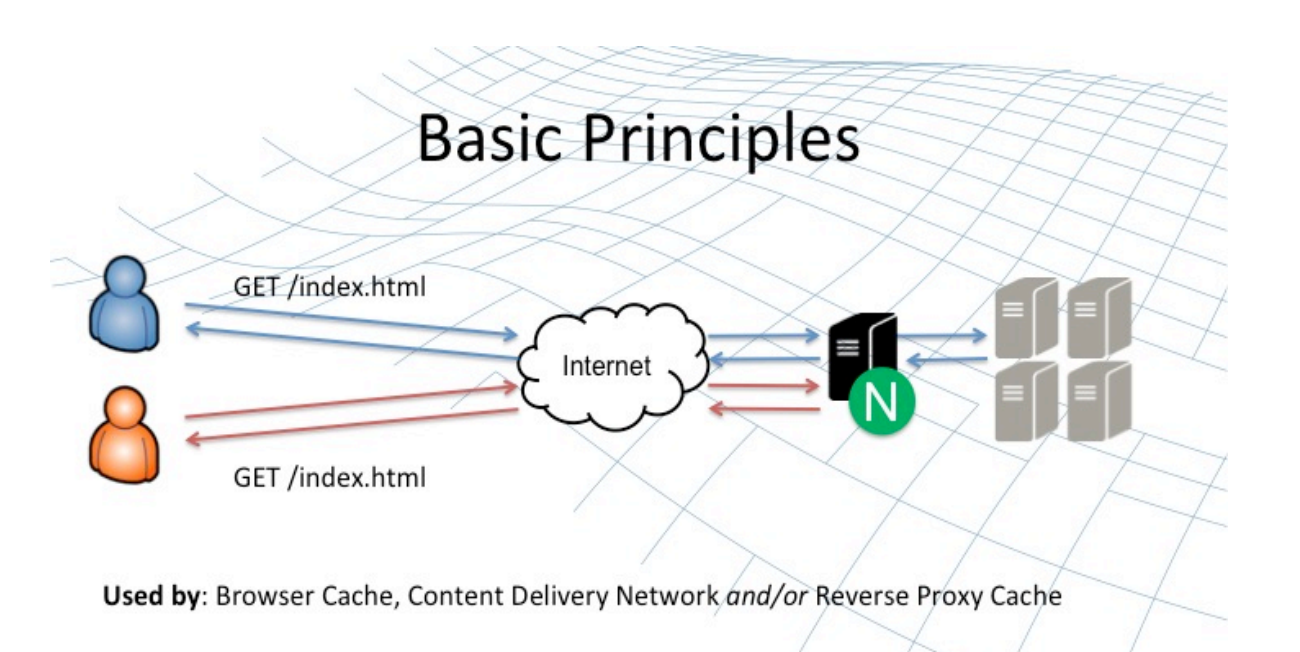 Basic Principles
GET /index.html
Internet
N
GET /index.html
Used by: Browser Cache, Content Delivery Network and/or Reverse Proxy Cache